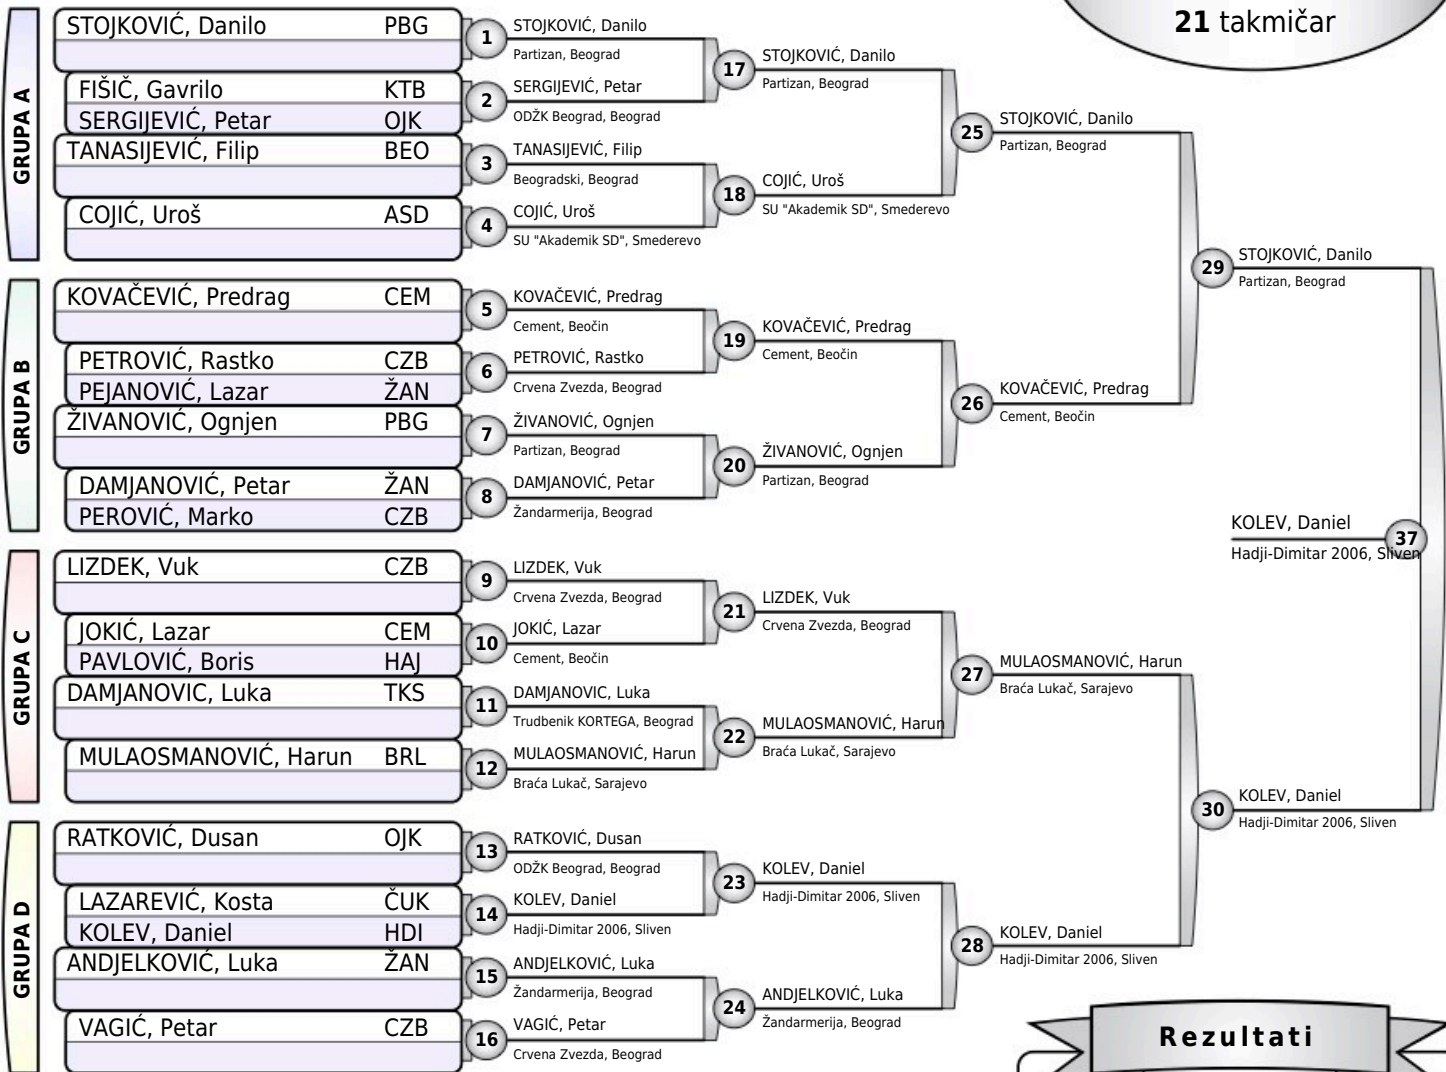 21 takmičar
GRUPA A
STOJKOVIĆ, Danilo PBG
FIŠIČ, Gavrilo KTB
SERGIJEVIĆ, Petar OJK
TANASIJEVIĆ, Filip BEO
COJIĆ, Uroš ASD
GRUPA B
KOVAČEVIĆ, Predrag CEM
PETROVIĆ, Rastko CZB
PEJANOVIĆ, Lazar ŽAN
ŽIVANOVIĆ, Ognjen PBG
DAMJANOVIĆ, Petar ŽAN
PEROVIĆ, Marko CZB
GRUPA C
LIZDEK, Vuk CZB
JOKIĆ, Lazar CEM
PAVLOVIĆ, Boris HAJ
DAMJANOVIC, Luka TKS
MULAOSMANOVIĆ, Harun BRL
GRUPA D
RATKOVIĆ, Dusan OJK
LAZAREVIĆ, Kosta ČUK
KOLEV, Daniel HDI
ANDJELKOVIĆ, Luka ŽAN
VAGIĆ, Petar CZB
1 STOJKOVIĆ, Danilo
Partizan, Beograd
2 SERGIJEVIĆ, Petar
ODŽK Beograd, Beograd
3 TANASIJEVIĆ, Filip
Beogradski, Beograd
4 COJIĆ, Uroš
SU "Akademik SD", Smederevo
5 KOVAČEVIĆ, Predrag
Cement, Beočin
6 PETROVIĆ, Rastko
Crvena Zvezda, Beograd
7 ŽIVANOVIĆ, Ognjen
Partizan, Beograd
8 DAMJANOVIĆ, Petar
Žandarmerija, Beograd
9 LIZDEK, Vuk
Crvena Zvezda, Beograd
10 JOKIĆ, Lazar
Cement, Beočin
11 DAMJANOVIC, Luka
Trudbenik KORTEGA, Beograd
12 MULAOSMANOVIĆ, Harun
Braća Lukač, Sarajevo
13 RATKOVIĆ, Dusan
ODŽK Beograd, Beograd
14 KOLEV, Daniel
Hadji-Dimitar 2006, Sliven
15 ANDJELKOVIĆ, Luka
Žandarmerija, Beograd
16 VAGIĆ, Petar
Crvena Zvezda, Beograd
17 STOJKOVIĆ, Danilo
Partizan, Beograd
18 COJIĆ, Uroš
SU "Akademik SD", Smederevo
19 KOVAČEVIĆ, Predrag
Cement, Beočin
20 ŽIVANOVIĆ, Ognjen
Partizan, Beograd
21 LIZDEK, Vuk
Crvena Zvezda, Beograd
22 MULAOSMANOVIĆ, Harun
Braća Lukač, Sarajevo
23 KOLEV, Daniel
Hadji-Dimitar 2006, Sliven
24 ANDJELKOVIĆ, Luka
Žandarmerija, Beograd
25 STOJKOVIĆ, Danilo
Partizan, Beograd
26 KOVAČEVIĆ, Predrag
Cement, Beočin
27 MULAOSMANOVIĆ, Harun
Braća Lukač, Sarajevo
28 KOLEV, Daniel
Hadji-Dimitar 2006, Sliven
29 STOJKOVIĆ, Danilo
Partizan, Beograd
30 KOLEV, Daniel
Hadji-Dimitar 2006, Sliven
KOLEV, Daniel 37
Hadji-Dimitar 2006, Sliven
Rezultati